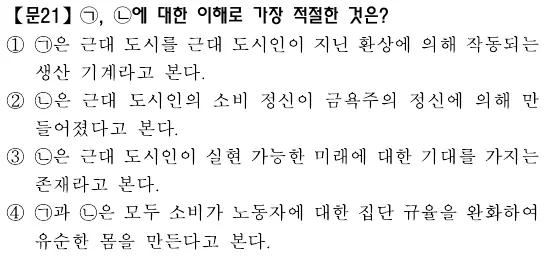 【문21】 ㉠, ㉡에 대한 이해로 가장 적절한 것은?
① ㉠은 근대 도시를 근대 도시인이 지닌 환상에 의해 작동되는
생산 기계라고 본다.
② ㉡은 근대 도시인의 소비 정신이 금욕주의 정신에 의해 만
들어졌다고 본다.
③ ㉡은 근대 도시인이 실현 가능한 미래에 대한 기대를 가지는
존재라고 본다.
④ ㉠과 ㉡은 모두 소비가 노동자에 대한 집단 규율을 완화하여
유순한 몸을 만든다고 본다.